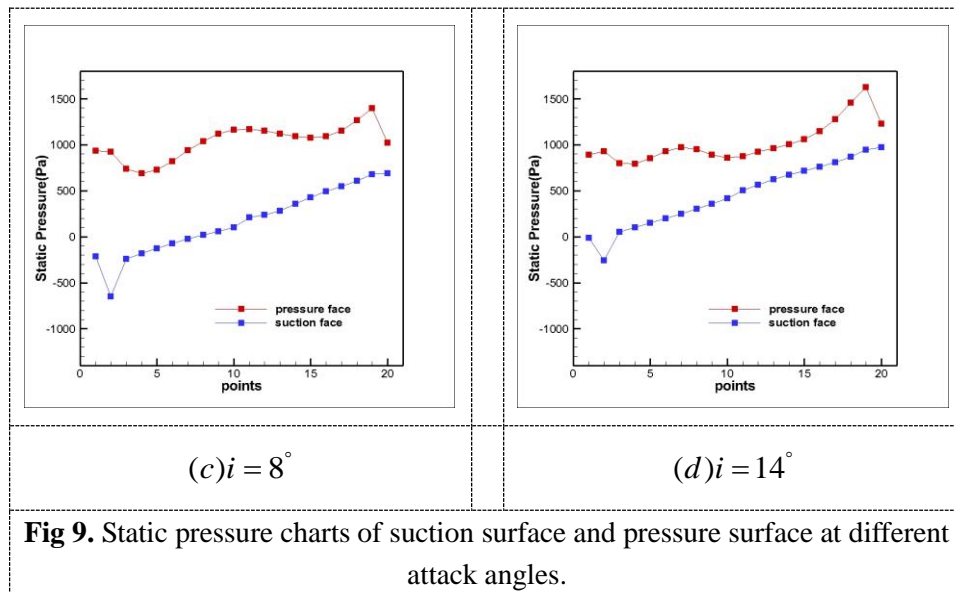 1500
1000
500
0
-500
-1000
Static Pressure(Pa)
pressure face
suction face
0 5 10 15 20
points
1500
1000
500
0
-500
-1000
Static Pressure(Pa)
pressure face
suction face
0 5 10 15 20
points
(c)i = 8°
(d)i = 14°
Fig 9. Static pressure charts of suction surface and pressure surface at different
attack angles.